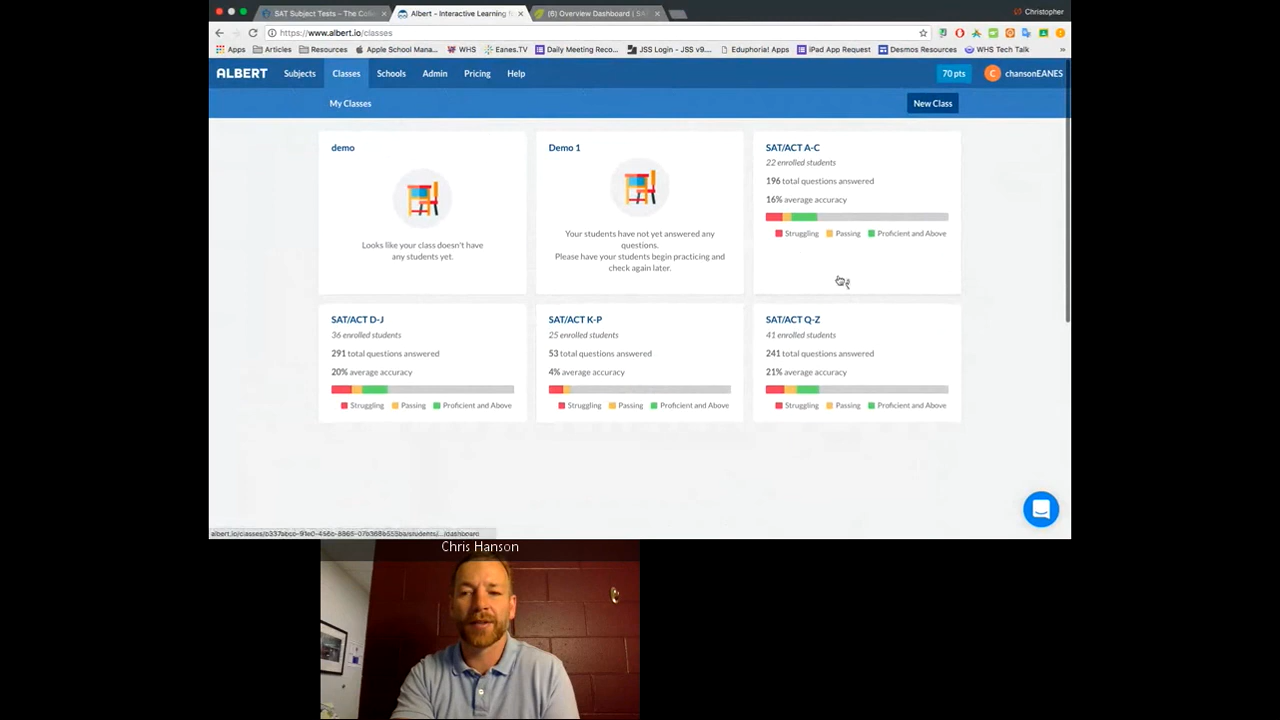 SAT Subject Tests – The Colle
Albert – Interactive Learning N
(6) Overview Dashboard | SA
Christopher
https://www.albert.io/classes
Apps Articles Resources Apple School Mana... WHS Eanes.TV Daily Meeting Reco... JSS Login - JSS v9.... Eduphoria! Apps iPad App Request Desmos Resources WHS Tech Talk »
ALBERT Subjects Classes Schools Admin Pricing Help 70 pts C chansonEANES
My Classes New Class
demo
Looks like your class doesn't have
any students yet.
Demo 1
Your students have not yet answered any
questions.
Please have your students begin practicing and
check again later.
SAT/ACT A-C
22 enrolled students
196 total questions answered
16% average accuracy
Struggling Passing Proficient and Above
SAT/ACT D-J
36 enrolled students
291 total questions answered
20% average accuracy
Struggling Passing Proficient and Above
SAT/ACT K-P
25 enrolled students
53 total questions answered
4% average accuracy
Struggling Passing Proficient and Above
SAT/ACT Q-Z
41 enrolled students
241 total questions answered
21% average accuracy
Struggling Passing Proficient and Above
Chris Hanson